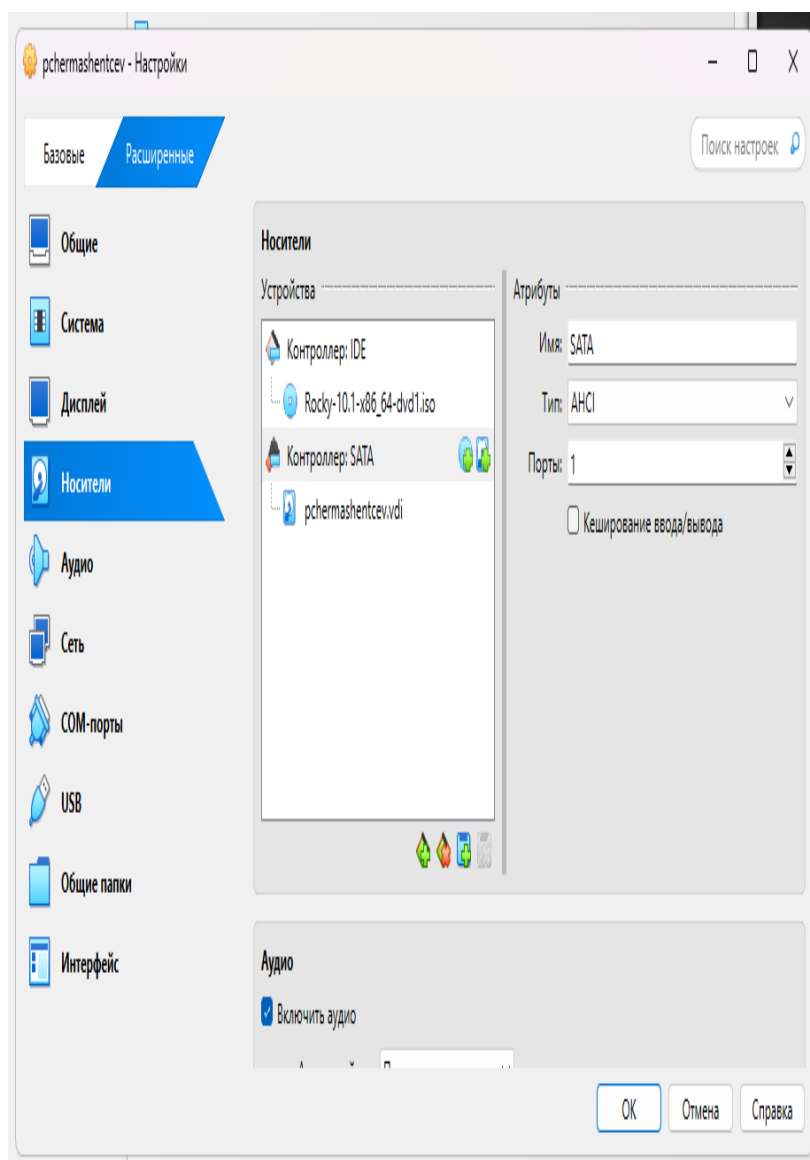 pchermashentcev - Настройки
Базовые
Расширенные
Поиск настроек
Общие
Система
Дисплей
Носители
Аудио
Сеть
COM-порты
USB
Общие папки
Интерфейс
Носители
Устройства
Контроллер: IDE
Rocky-10.1-x86_64-dvd1.iso
Контроллер: SATA
pchermashentcev.vdi
Атрибуты
Имя: SATA
Тип: AHCI
Порты: 1
Кеширование ввода/вывода
Аудио
Включить аудио
OK
Отмена
Справка